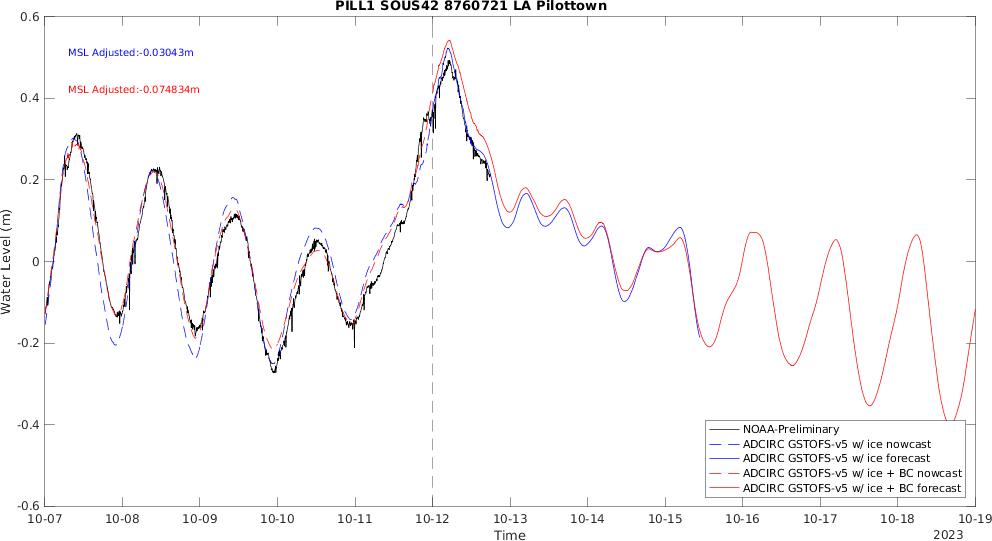 PILL1 SOUS42 8760721 LA Pilottown
0.6
MSL Adjusted:-0.03043m
MSL Adjusted:-0.074834m
0.4
0.2
0
-0.2
-0.4
-0.6
Water Level (m)
NOAA-Preliminary
ADCIRC GSTOFS-v5 w/ ice nowcast
ADCIRC GSTOFS-v5 w/ ice forecast
ADCIRC GSTOFS-v5 w/ ice + BC nowcast
ADCIRC GSTOFS-v5 w/ ice + BC forecast
10-07 10-08 10-09 10-10 10-11 10-12 10-13 10-14 10-15 10-16 10-17 10-18 10-19
Time
2023